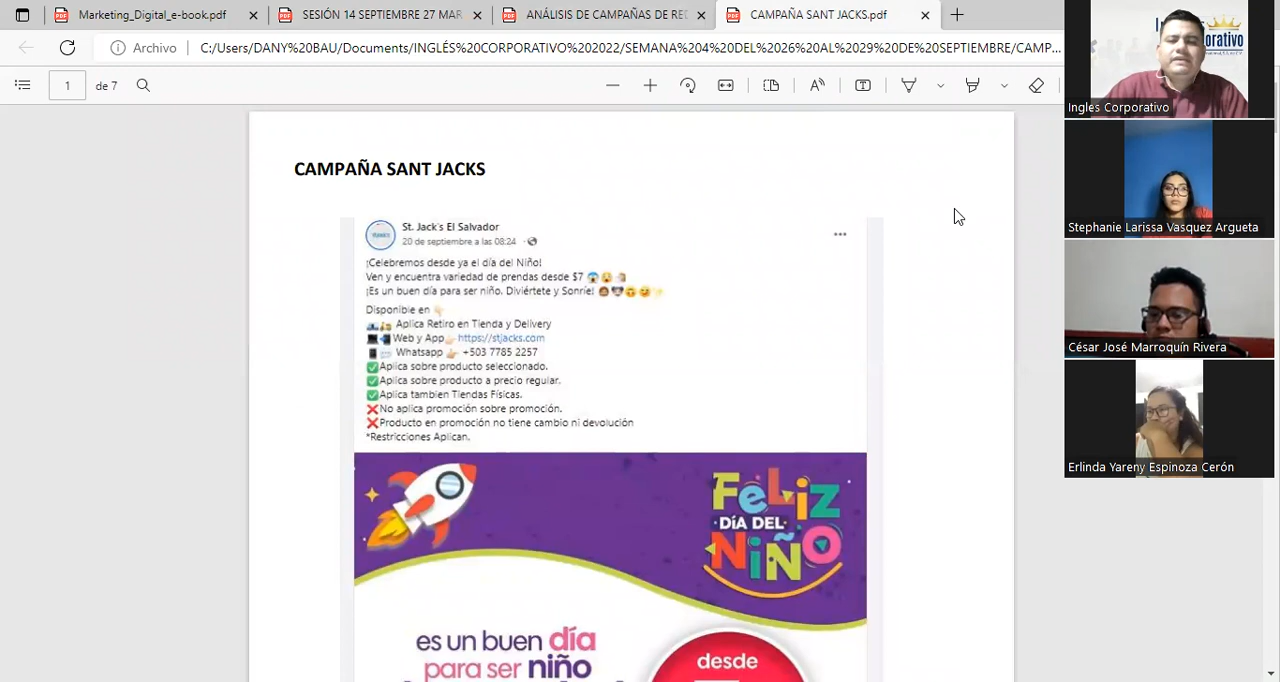 Marketing_Digital_e-book.pdf
SESIÓN 14 SEPTIEMBRE 27 MAR
ANÁLISIS DE CAMPAÑAS DE RED
CAMPAÑA SANT JACKS.pdf
Archivo
C:/Users/DANY%20BAU/Documents/INGLÉS%20CORPORATIVO%202022/SEMANA%204%20DEL%2026%20AL%2029%20DE%20SEPTIEMBRE/CAMP...
1
de 7
CAMPAÑA SANT JACKS
St. Jack's El Salvador
20 de septiembre a las 08:24
¡Celebremos desde ya el día del Niño!
Ven y encuentra variedad de prendas desde $7
¡Es un buen día para ser niño. Diviértete y Sonríe!
Disponible en
Aplica Retiro en Tienda y Delivery
Web y App https://stjacks.com
Whatsapp +503 7785 2257
Aplica sobre producto seleccionado.
Aplica sobre producto a precio regular.
Aplica tambien Tiendas Físicas.
No aplica promoción sobre promoción.
Producto en promoción no tiene cambio ni devolución
*Restricciones Aplican.
FELIZ
DÍA DEL
NIÑO
es un buen día
para ser niño
desde
Ingles Corporativo
Stephanie Larissa Vasquez Argueta
César José Marroquín Rivera
Erlinda Yareny Espinoza Cerón